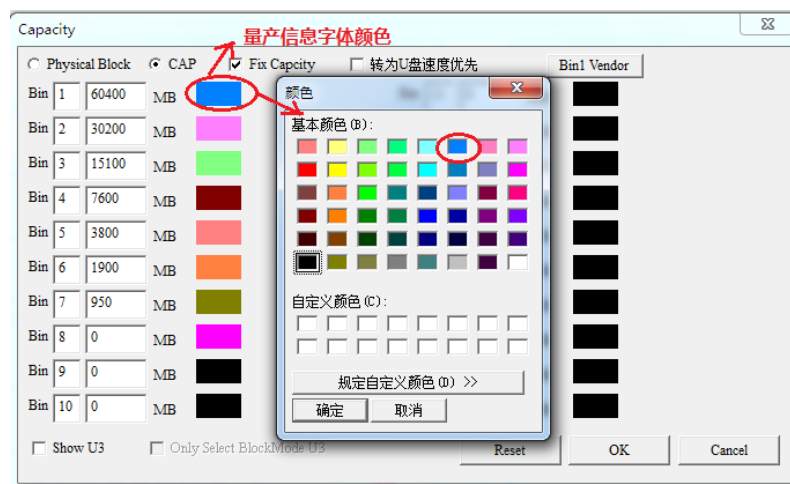 Capacity
量产信息字体颜色
Physical Block CAP Fix Capcity 转为U盘速度优先 Bin1 Vendor
Bin 1 60400 MB
Bin 2 30200 MB
Bin 3 15100 MB
Bin 4 7600 MB
Bin 5 3800 MB
Bin 6 1900 MB
Bin 7 950 MB
Bin 8 0 MB
Bin 9 0 MB
Bin 10 0 MB
颜色
基本颜色(B):
自定义颜色(C):
规定自定义颜色(D) >>
确定 取消
Show U3 Only Select BlockMode U3 Reset OK Cancel